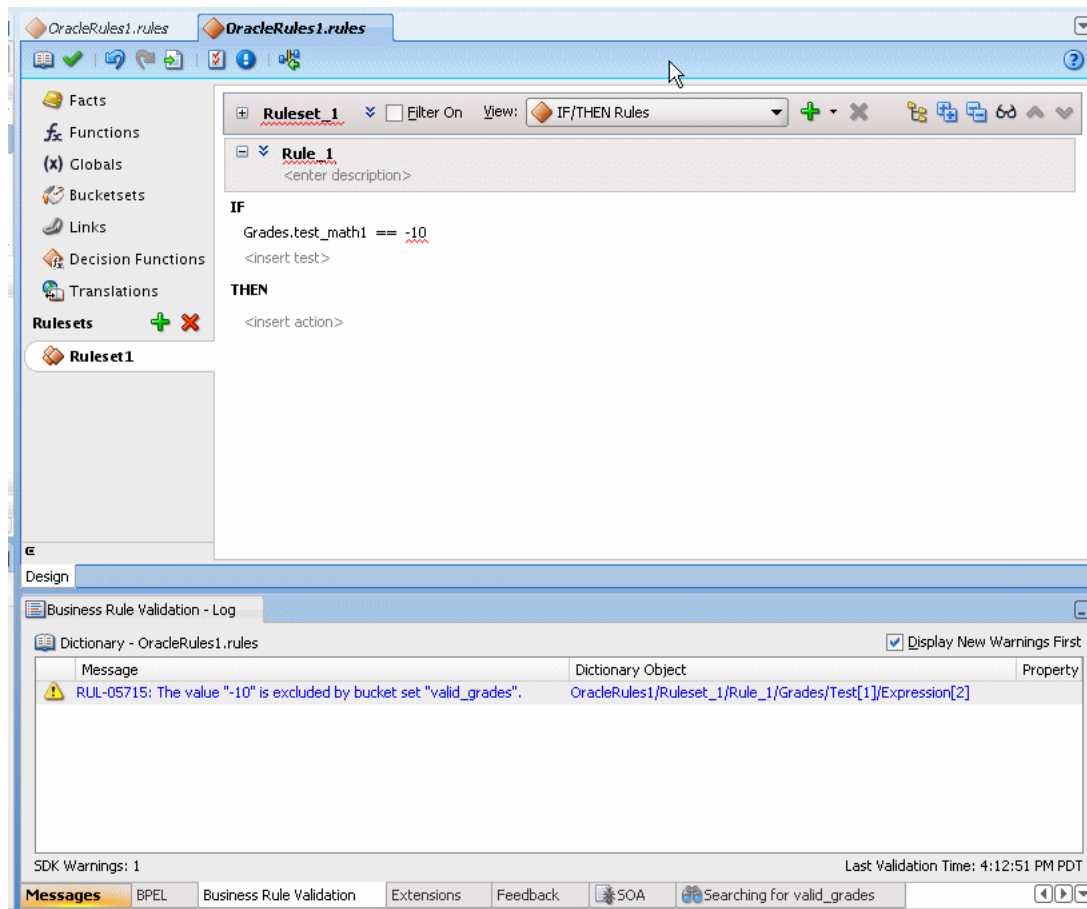 OracleRules1.rules OracleRules1.rules
Facts
Functions
Globals
Bucketsets
Links
Decision Functions
Translations
Rulesets
Ruleset1
Ruleset_1 Filter On View: IF/THEN Rules
Rule_1
<enter description>
IF
Grades.test_math1 == -10
<insert test>
THEN
<insert action>
Design
Business Rule Validation - Log
Dictionary - OracleRules1.rules Display New Warnings First
Message Dictionary Object Property
RUL-05715: The value "-10" is excluded by bucket set "valid_grades". OracleRules1/Ruleset_1/Rule_1/Grades/Test[1]/Expression[2]
SDK Warnings: 1 Last Validation Time: 4:12:51 PM PDT
Messages BPEL Business Rule Validation Extensions Feedback SOA Searching for valid_grades